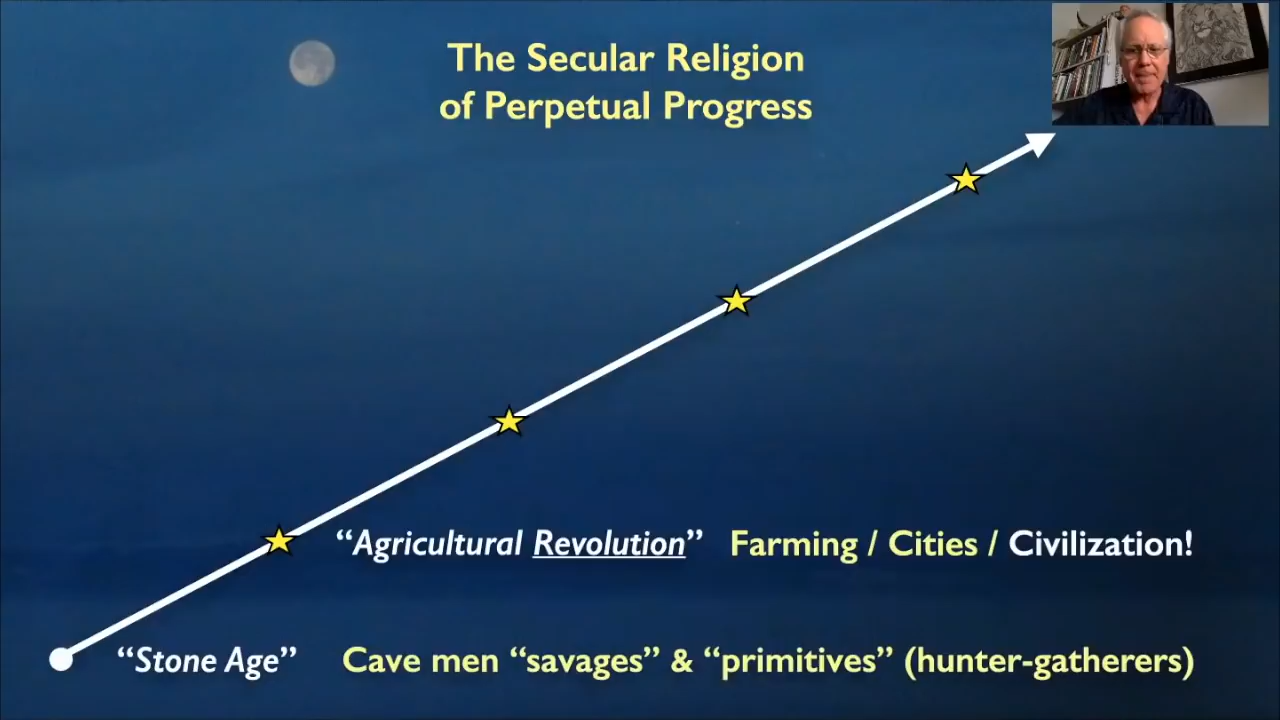 The Secular Religion
of Perpetual Progress
“Agricultural Revolution” Farming / Cities / Civilization!
“Stone Age” Cave men “savages” & “primitives” (hunter-gatherers)